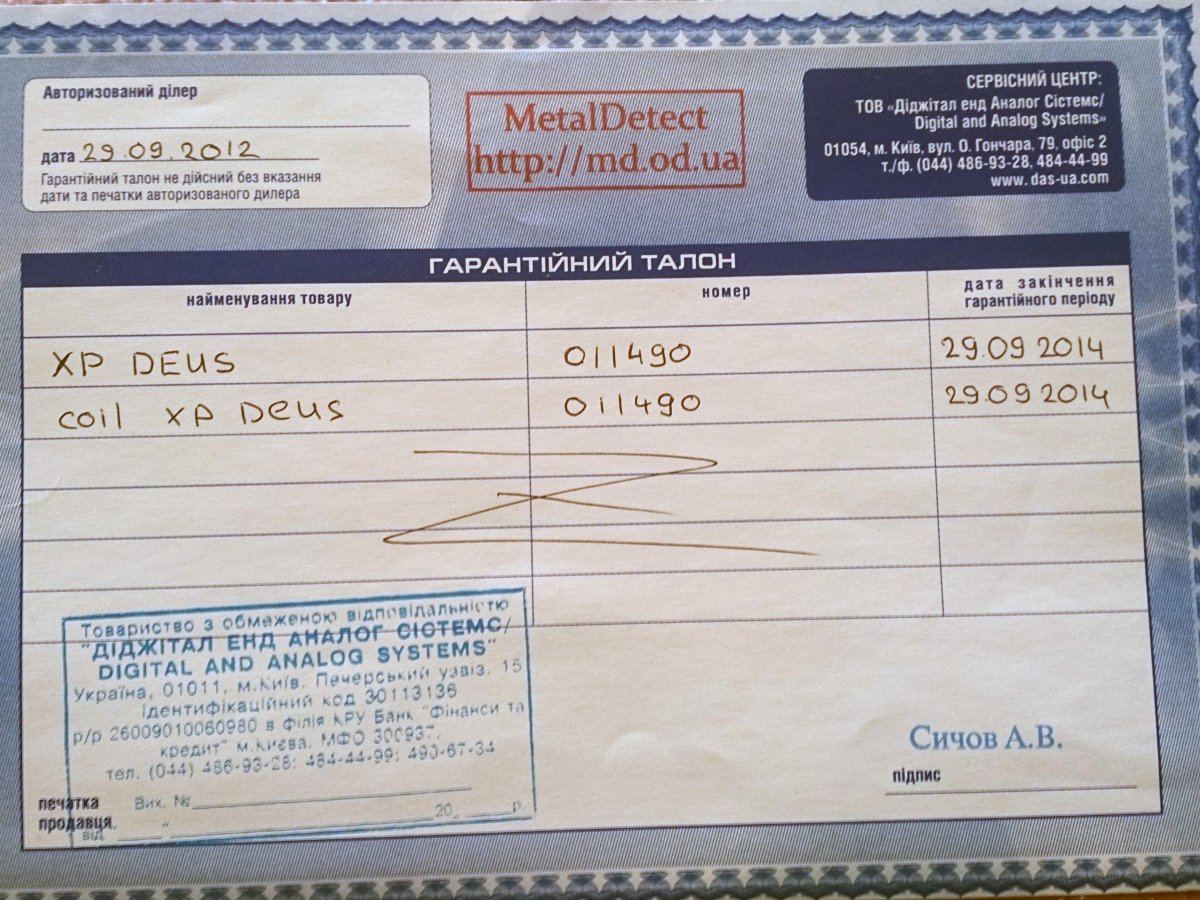 Авторизований ділер
дата 29.09.2012
Гарантійний талон не дійсний без вказання
дати та печатки авторизованого дилера
MetalDetect
http://md.od.ua
СЕРВІСНИЙ ЦЕНТР:
ТОВ «Діджітал енд Аналог Сістемс/
Digital and Analog Systems»
01054, м. Київ, вул. О. Гончара, 79, офіс 2
т./ф. (044) 486-93-28, 484-44-99
www. das-ua.com
ГАРАНТІЙНИЙ ТАЛОН
найменування товару номер дата закінчення
гарантійного періоду
XP DEUS 011490 29.09 2014
coil XP Deus 011490 29.09 2014
Товариство з обмеженою відповідальністю
"ДІДЖІТАЛ ЕНД АНАЛОГ СІСТЕМС/
DIGITAL AND ANALOG SYSTEMS"
Україна, 01011, м.Київ, Печерський узвіз, 15
Ідентифікаційний код 30113136
р/р 26009010060980 в філія КРУ Банк "Фінанси та
кредит" м.Києва, МФО 300937,
тел. (044) 486-93-28; 484-44-99; 490-67-34
Вих. №
від " 20 р.
печатка
продавця
Сичов А.В.
підпис